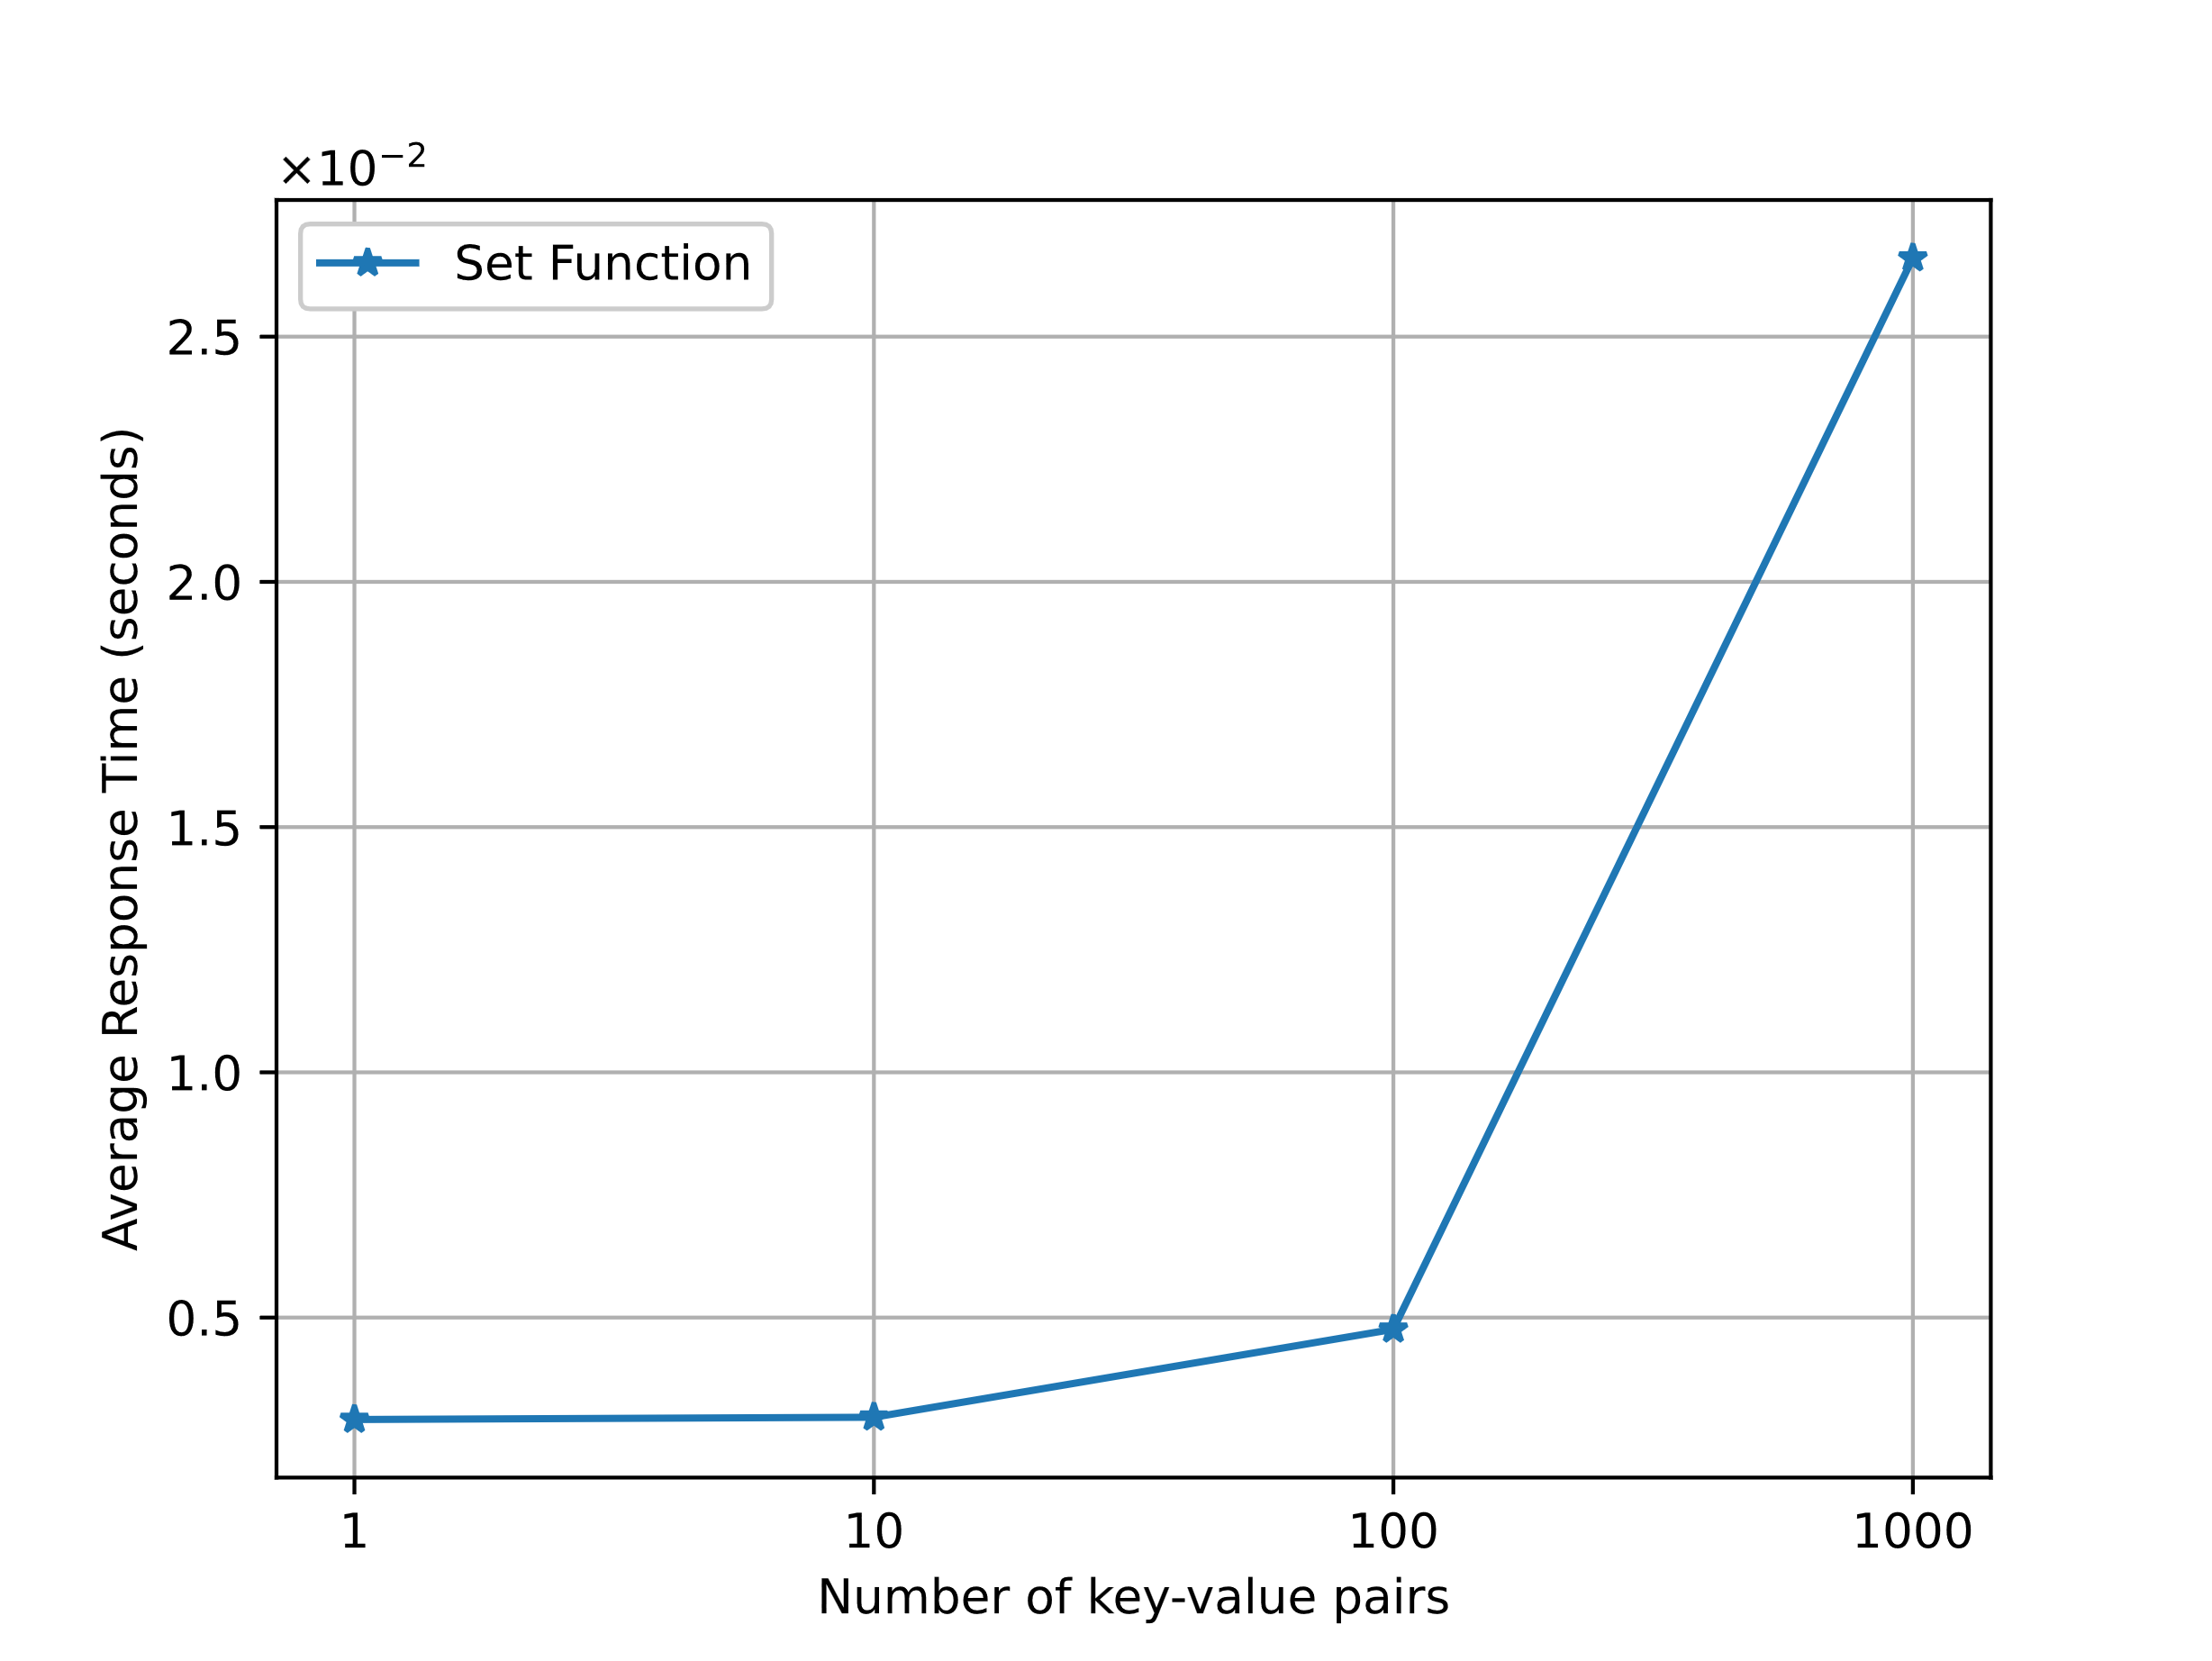 ×10⁻²
Set Function
2.5
2.0
1.5
1.0
0.5
Average Response Time (seconds)
1 10 100 1000
Number of key-value pairs